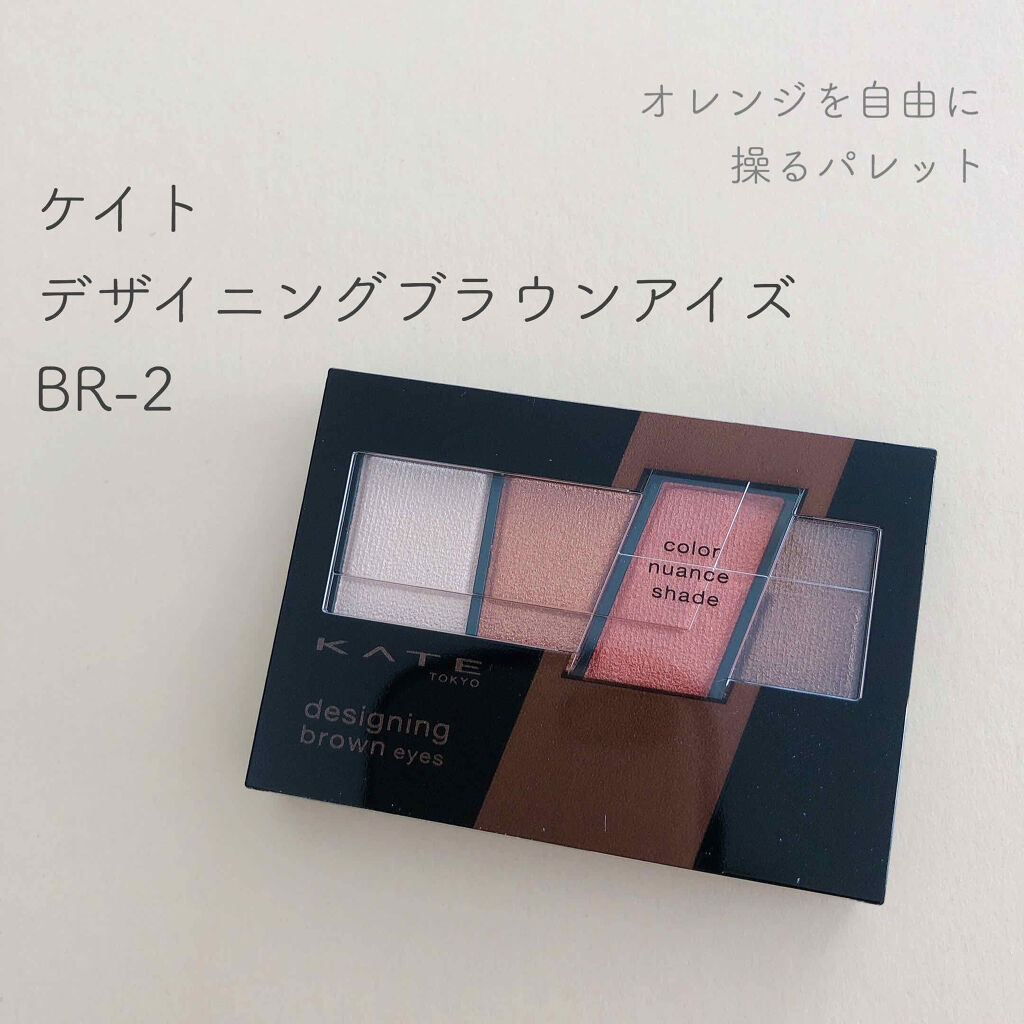 オレンジを自由に
操るパレット
ケイト
デザイニングブラウンアイズ
BR-2
color
nuance
shade
KATE
TOKYO
designing
brown eyes